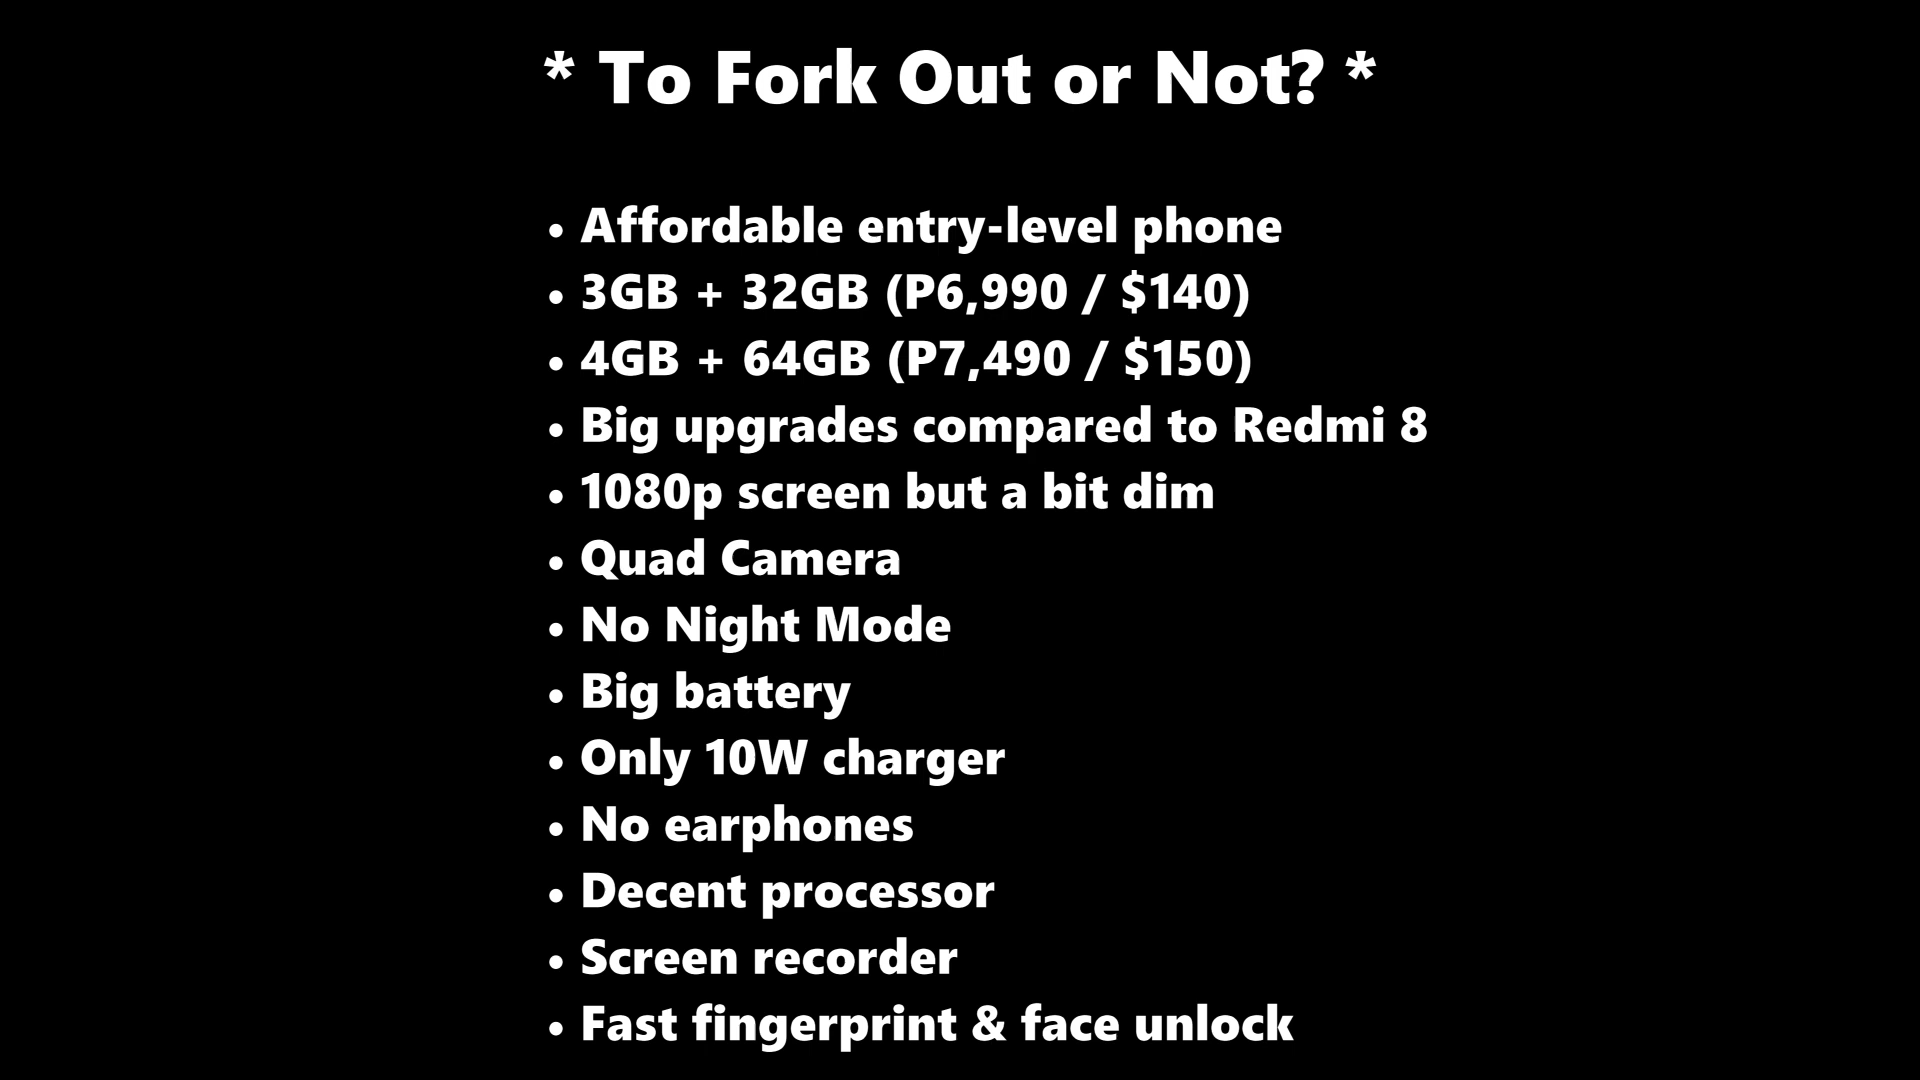 * To Fork Out or Not? *
• Affordable entry-level phone
• 3GB + 32GB (P6,990 / $140)
• 4GB + 64GB (P7,490 / $150)
• Big upgrades compared to Redmi 8
• 1080p screen but a bit dim
• Quad Camera
• No Night Mode
• Big battery
• Only 10W charger
• No earphones
• Decent processor
• Screen recorder
• Fast fingerprint & face unlock